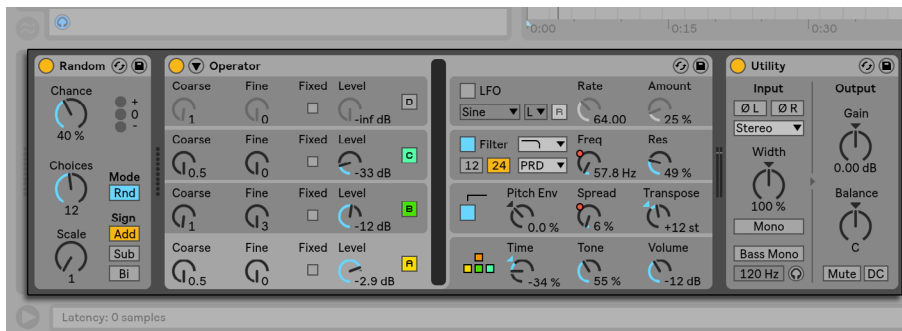 0:00 0:15 0:30
Random
Chance
40 %
+
0
-
Choices
12
Mode
Rnd
Scale
1
Sign
Add
Sub
Bi
Operator
Coarse Fine Fixed Level
1 0 -inf dB D
Coarse Fine Fixed Level
0.5 0 -33 dB C
Coarse Fine Fixed Level
1 3 -12 dB B
Coarse Fine Fixed Level
0.5 0 -2.9 dB A
LFO Rate Amount
Sine L R 64.00 25 %
Filter Freq Res
12 24 PRD 57.8 Hz 49 %
Pitch Env Spread Transpose
0.0 % 6 % +12 st
Time Tone Volume
-34 % 55 % -12 dB
Utility
Input
Ø L Ø R
Stereo
Width
100 %
Mono
Bass Mono
120 Hz
Output
Gain
0.00 dB
Balance
C
Mute DC
Latency: 0 samples